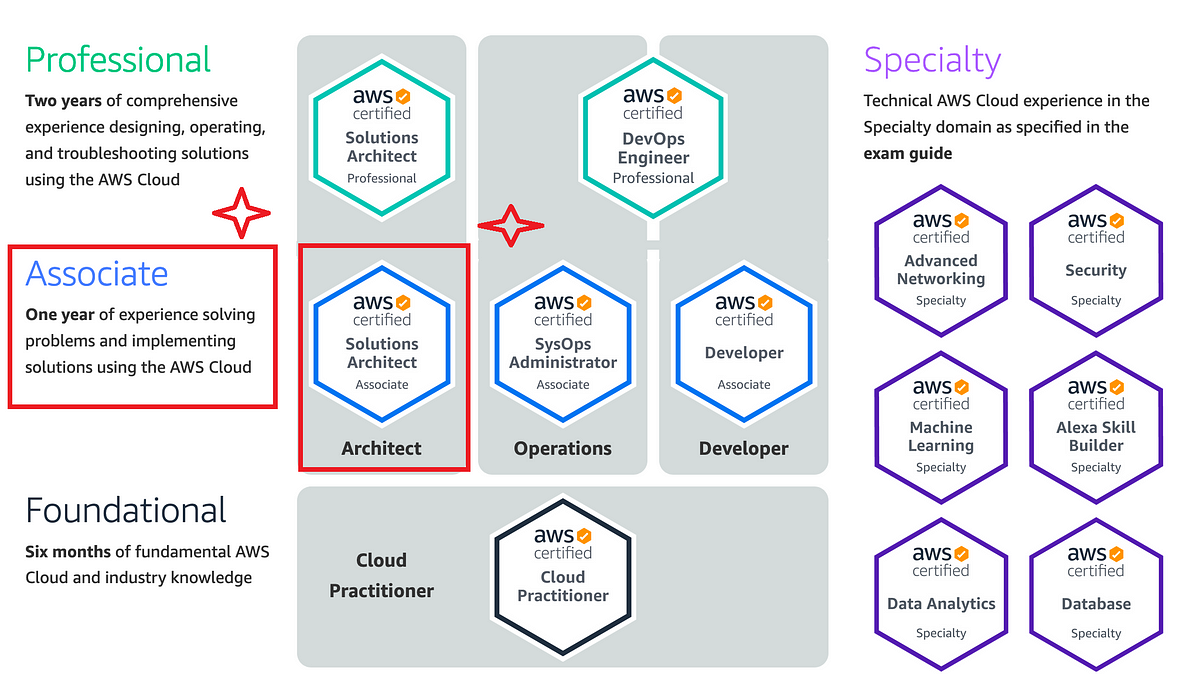 Professional
Two years of comprehensive
experience designing, operating,
and troubleshooting solutions
using the AWS Cloud
aws
certified
Solutions
Architect
Professional
aws
certified
DevOps
Engineer
Professional
Associate
One year of experience solving
problems and implementing
solutions using the AWS Cloud
aws
certified
Solutions
Architect
Associate
Architect
aws
certified
SysOps
Administrator
Associate
Operations
aws
certified
Developer
Associate
Developer
Foundational
Six months of fundamental AWS
Cloud and industry knowledge
Cloud
Practitioner
aws
certified
Cloud
Practitioner
Specialty
Technical AWS Cloud experience in the
Specialty domain as specified in the
exam guide
aws
certified
Advanced
Networking
Specialty
aws
certified
Security
Specialty
aws
certified
Machine
Learning
Specialty
aws
certified
Alexa Skill
Builder
Specialty
aws
certified
Data Analytics
Specialty
aws
certified
Database
Specialty